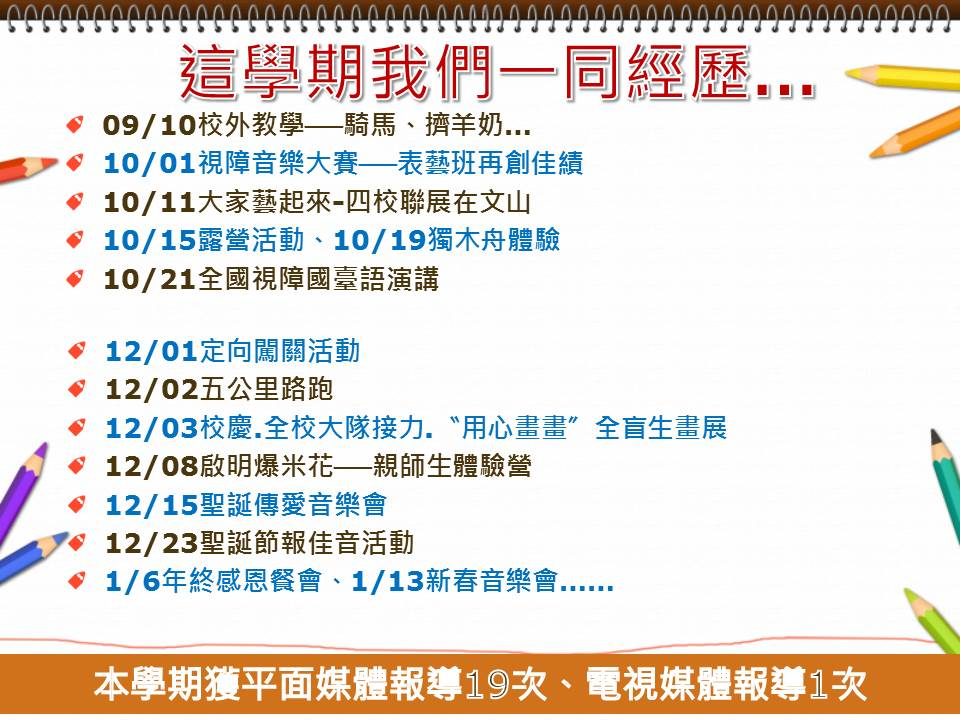 這學期我們一同經歷...
09/10校外教學──騎馬、擠羊奶...
10/01視障音樂大賽──表藝班再創佳績
10/11大家藝起來-四校聯展在文山
10/15露營活動、10/19獨木舟體驗
10/21全國視障國臺語演講
12/01定向闖關活動
12/02五公里路跑
12/03校慶.全校大隊接力.〝用心畫畫〞全盲生畫展
12/08啟明爆米花──親師生體驗營
12/15聖誕傳愛音樂會
12/23聖誕節報佳音活動
1/6年終感恩餐會、1/13新春音樂會......
本學期獲平面媒體報導19次、電視媒體報導1次